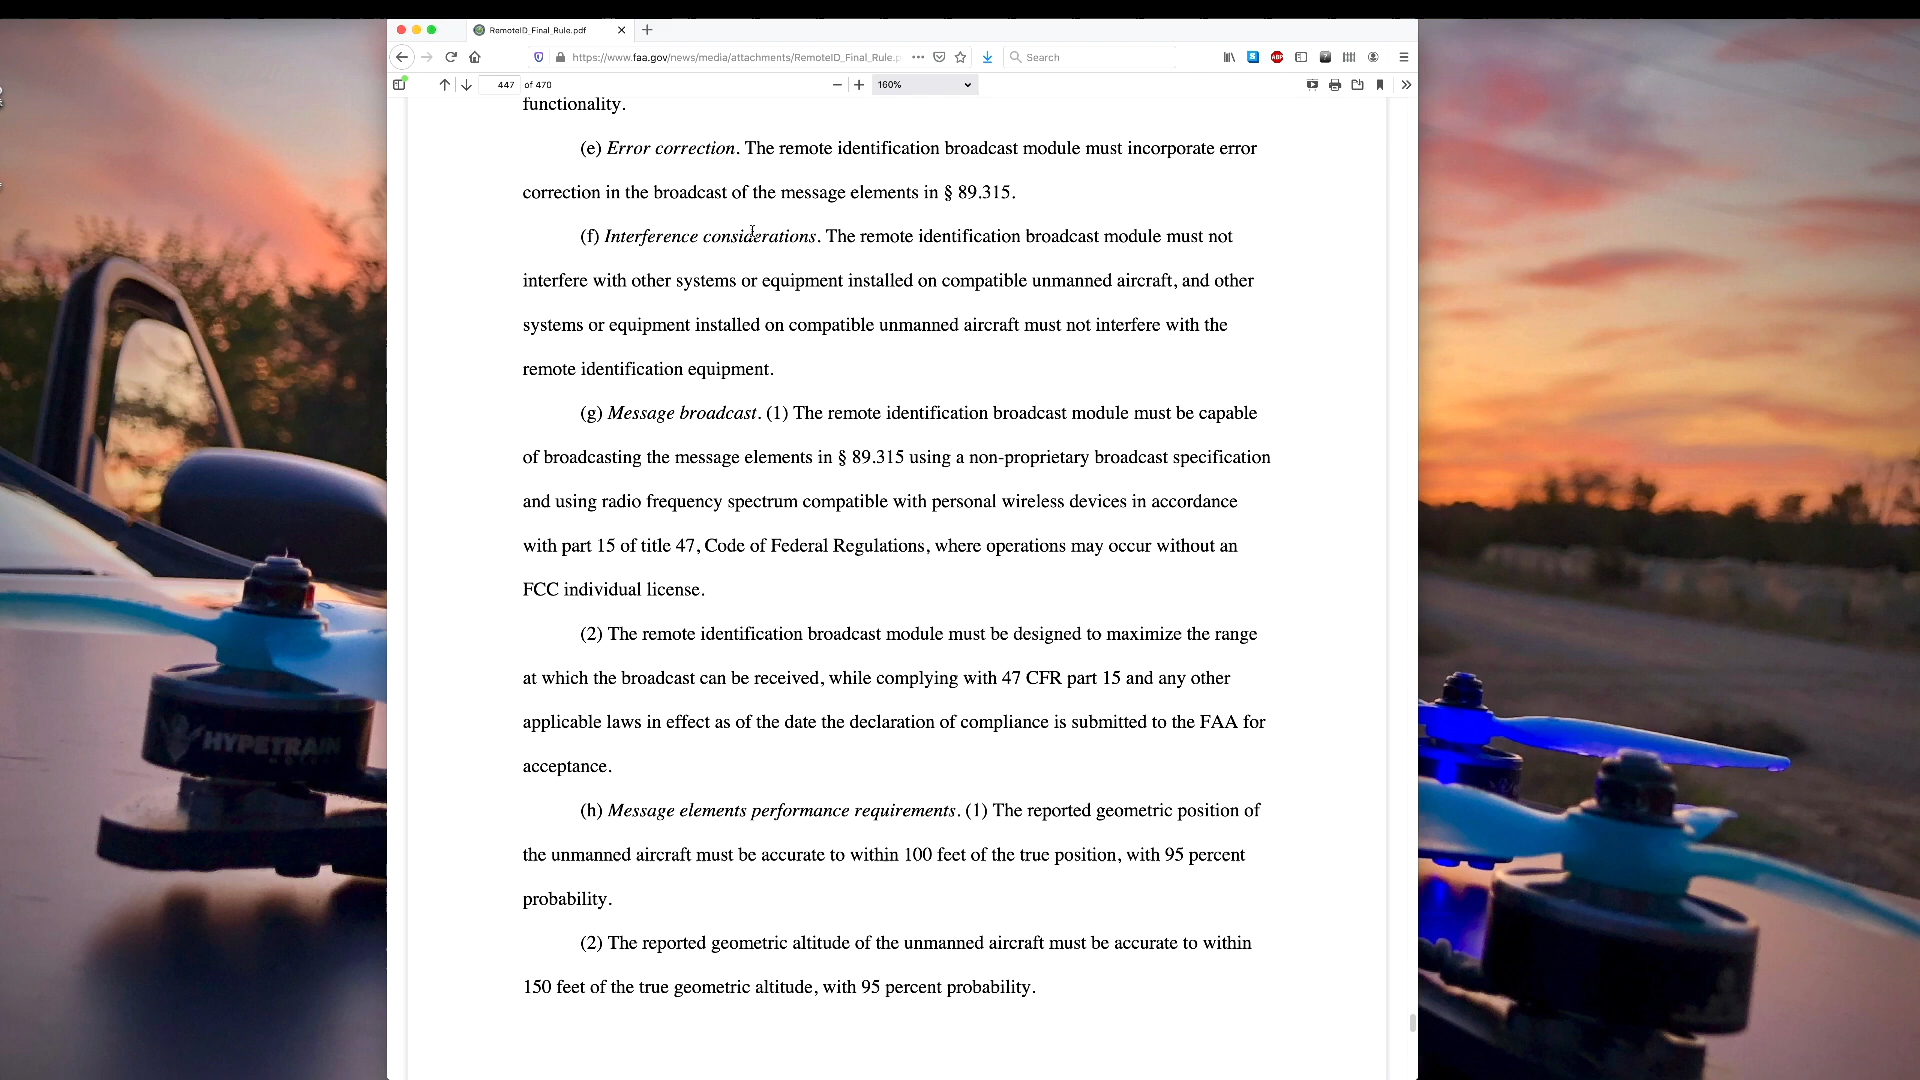 RemoteID_Final_Rule.pdf
https://www.faa.gov/news/media/attachments/RemoteID_Final_Rule.p
Search
447 of 470
160%
functionality.
(e) Error correction. The remote identification broadcast module must incorporate error
correction in the broadcast of the message elements in § 89.315.
(f) Interference considerations. The remote identification broadcast module must not
interfere with other systems or equipment installed on compatible unmanned aircraft, and other
systems or equipment installed on compatible unmanned aircraft must not interfere with the
remote identification equipment.
(g) Message broadcast. (1) The remote identification broadcast module must be capable
of broadcasting the message elements in § 89.315 using a non-proprietary broadcast specification
and using radio frequency spectrum compatible with personal wireless devices in accordance
with part 15 of title 47, Code of Federal Regulations, where operations may occur without an
FCC individual license.
(2) The remote identification broadcast module must be designed to maximize the range
at which the broadcast can be received, while complying with 47 CFR part 15 and any other
applicable laws in effect as of the date the declaration of compliance is submitted to the FAA for
acceptance.
(h) Message elements performance requirements. (1) The reported geometric position of
the unmanned aircraft must be accurate to within 100 feet of the true position, with 95 percent
probability.
(2) The reported geometric altitude of the unmanned aircraft must be accurate to within
150 feet of the true geometric altitude, with 95 percent probability.
HYPETRAIN